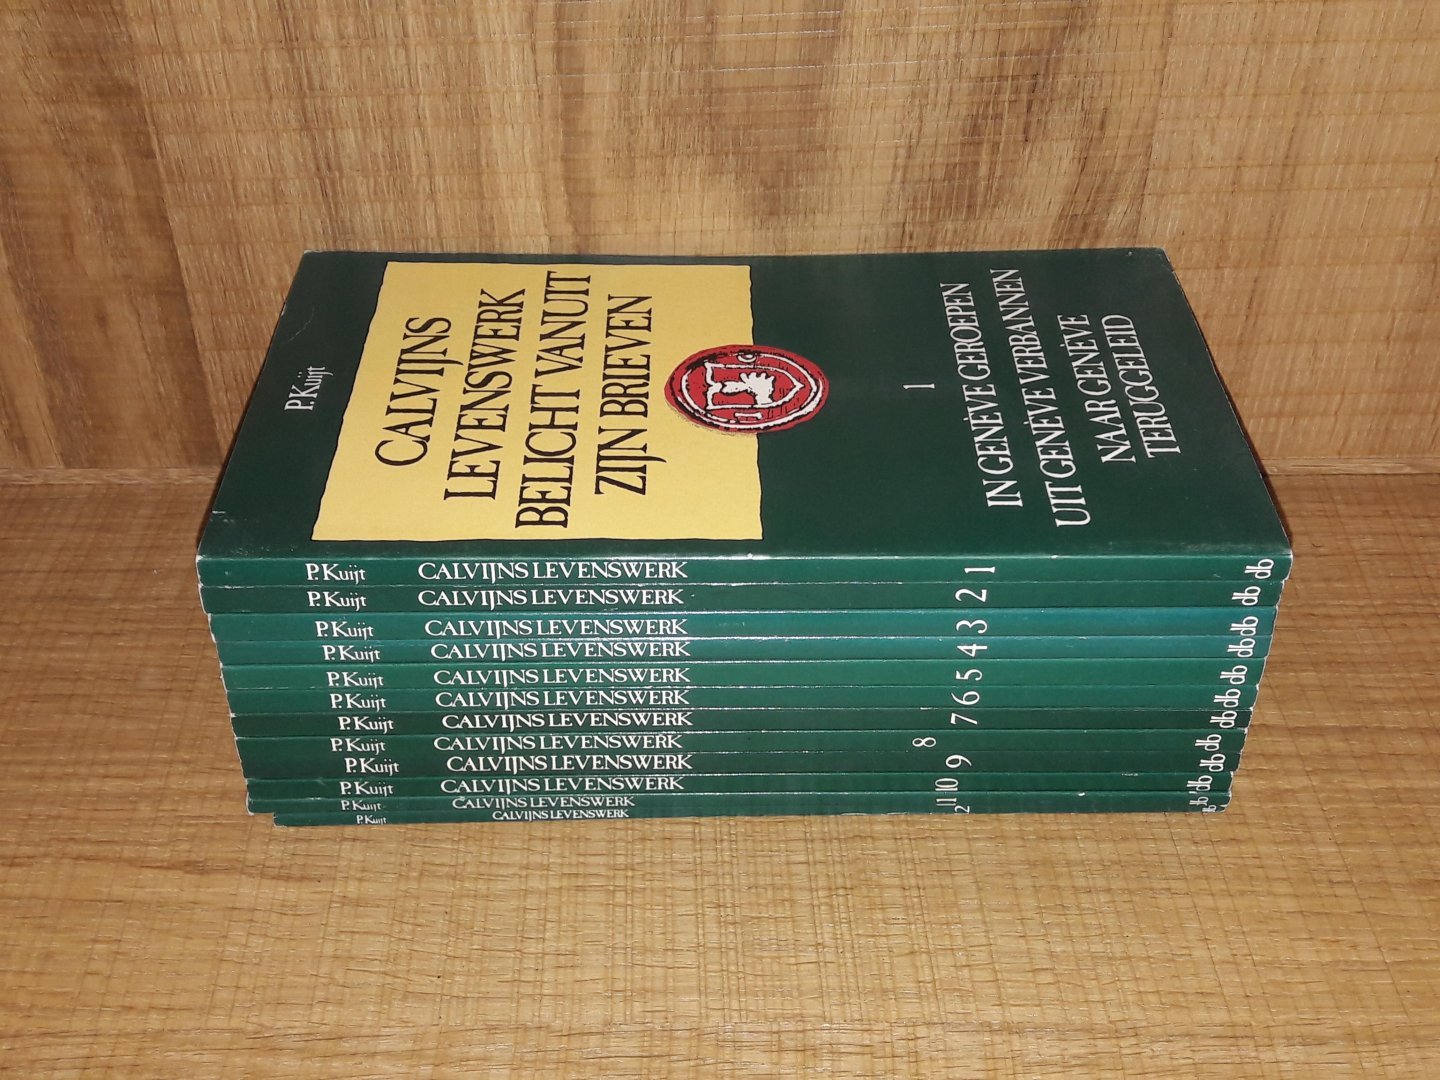 P. Kuijt
CALVIJNS
LEVENSWERK
BELICHT VANUIT
ZIJN BRIEVEN
1
IN GENÈVE GEROEPEN
UIT GENÈVE VERBANNEN
NAAR GENÈVE
TERUGGELEID
P. Kuijt CALVIJNS LEVENSWERK 1 db
P. Kuijt CALVIJNS LEVENSWERK 2 db
P. Kuijt CALVIJNS LEVENSWERK 3 db
P. Kuijt CALVIJNS LEVENSWERK 4 db
P. Kuijt CALVIJNS LEVENSWERK 5 db
P. Kuijt CALVIJNS LEVENSWERK 6 db
P. Kuijt CALVIJNS LEVENSWERK 7 db
P. Kuijt CALVIJNS LEVENSWERK 8 db
P. Kuijt CALVIJNS LEVENSWERK 9 db
P. Kuijt CALVIJNS LEVENSWERK 10 db
P. Kuijt CALVIJNS LEVENSWERK 11 db
P. Kuijt CALVIJNS LEVENSWERK